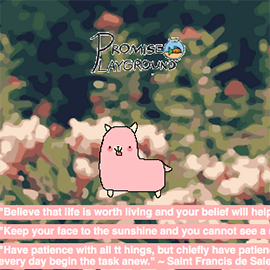 PROMISE
PLAYGROUND
"Believe that life is worth living and your belief will help
"Keep your face to the sunshine and you cannot see a
"Have patience with all tt hings, but chiefly have patien
every day begin the task anew." ~ Saint Francis de Sale